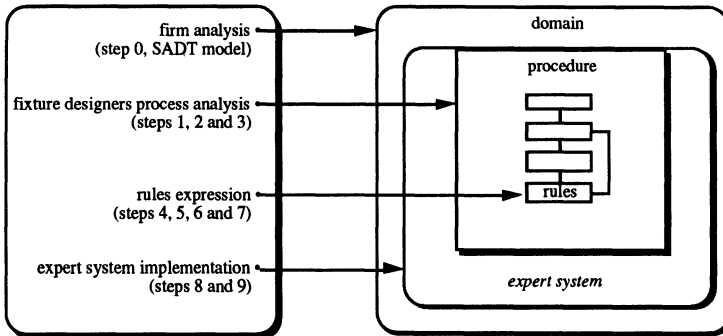 firm analysis
(step 0, SADT model)
fixture designers process analysis
(steps 1, 2 and 3)
rules expression
(steps 4, 5, 6 and 7)
expert system implementation
(steps 8 and 9)
domain
procedure
rules
expert system